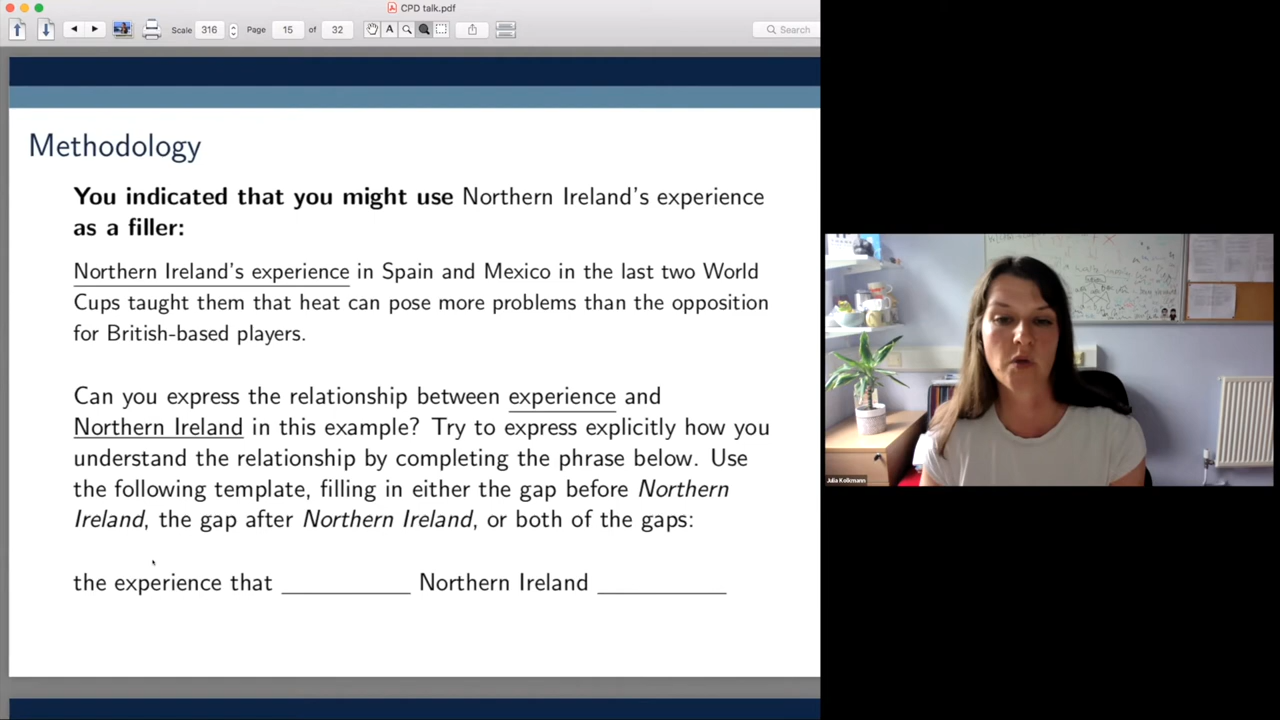 CPD talk.pdf
Scale 316 Page 15 of 32 A Search
Methodology
You indicated that you might use Northern Ireland's experience
as a filler:
Northern Ireland's experience in Spain and Mexico in the last two World
Cups taught them that heat can pose more problems than the opposition
for British-based players.
Can you express the relationship between experience and
Northern Ireland in this example? Try to express explicitly how you
understand the relationship by completing the phrase below. Use
the following template, filling in either the gap before Northern
Ireland, the gap after Northern Ireland, or both of the gaps:
the experience that __________ Northern Ireland __________
Julia Kolkmann